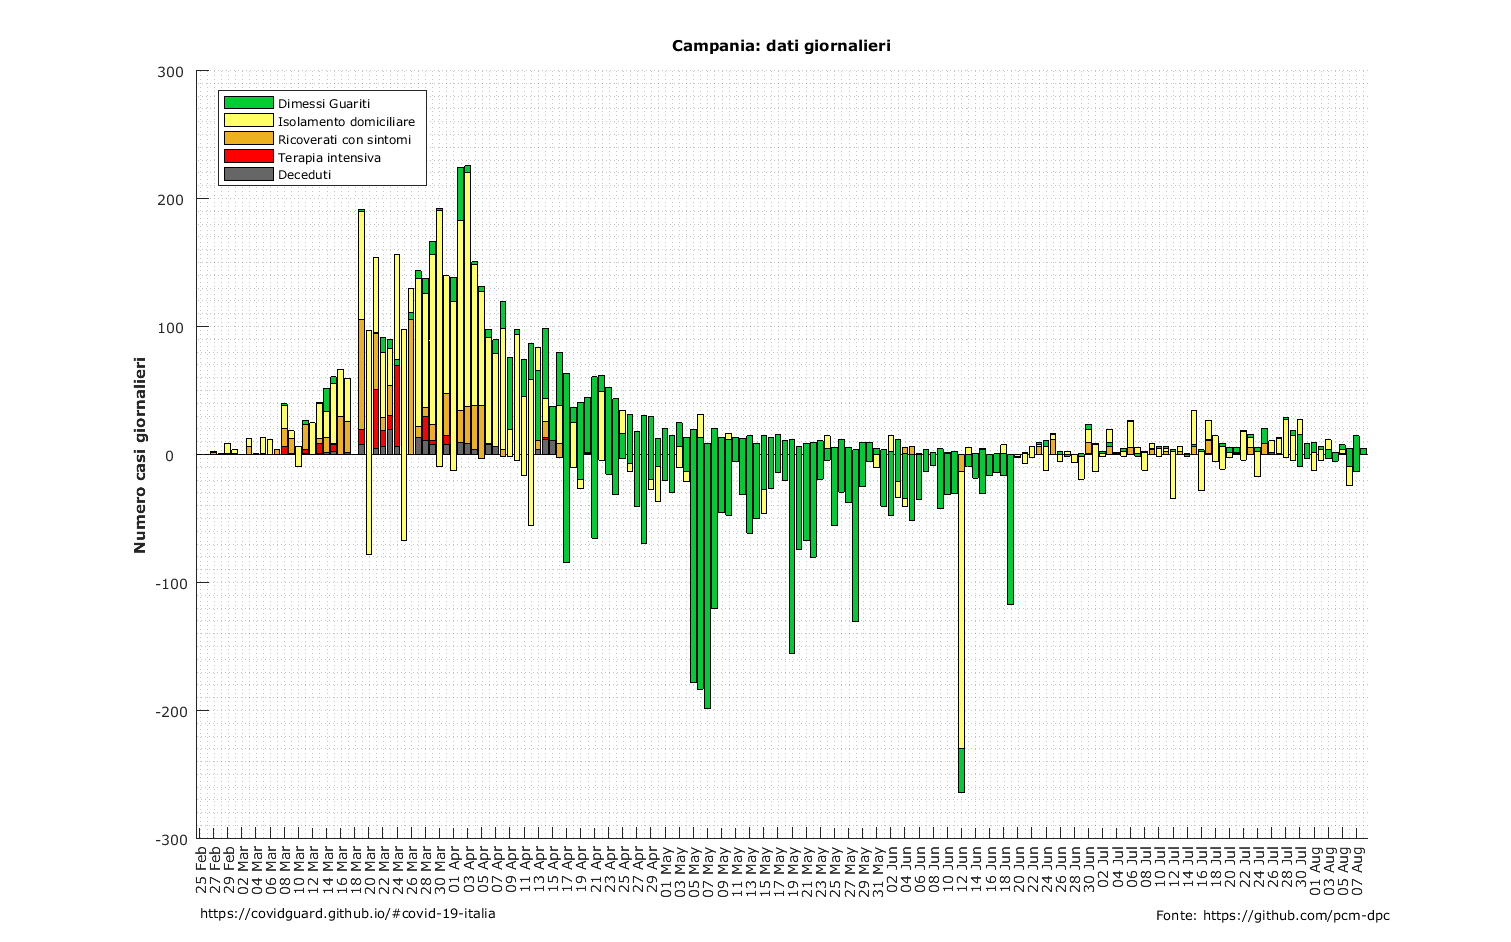 Campania: dati giornalieri
300
200
100
0
-100
-200
-300
Numero casi giornalieri
Dimessi Guariti
Isolamento domiciliare
Ricoverati con sintomi
Terapia intensiva
Deceduti
25 Feb
27 Feb
29 Feb
02 Mar
04 Mar
06 Mar
08 Mar
10 Mar
12 Mar
14 Mar
16 Mar
18 Mar
20 Mar
22 Mar
24 Mar
26 Mar
28 Mar
30 Mar
01 Apr
03 Apr
05 Apr
07 Apr
09 Apr
11 Apr
13 Apr
15 Apr
17 Apr
19 Apr
21 Apr
23 Apr
25 Apr
27 Apr
29 Apr
01 May
03 May
05 May
07 May
09 May
11 May
13 May
15 May
17 May
19 May
21 May
23 May
25 May
27 May
29 May
31 May
02 Jun
04 Jun
06 Jun
08 Jun
10 Jun
12 Jun
14 Jun
16 Jun
18 Jun
20 Jun
22 Jun
24 Jun
26 Jun
28 Jun
30 Jun
02 Jul
04 Jul
06 Jul
08 Jul
10 Jul
12 Jul
14 Jul
16 Jul
18 Jul
20 Jul
22 Jul
24 Jul
26 Jul
28 Jul
30 Jul
01 Aug
03 Aug
05 Aug
07 Aug
https://covidguard.github.io/#covid-19-italia
Fonte: https://github.com/pcm-dpc